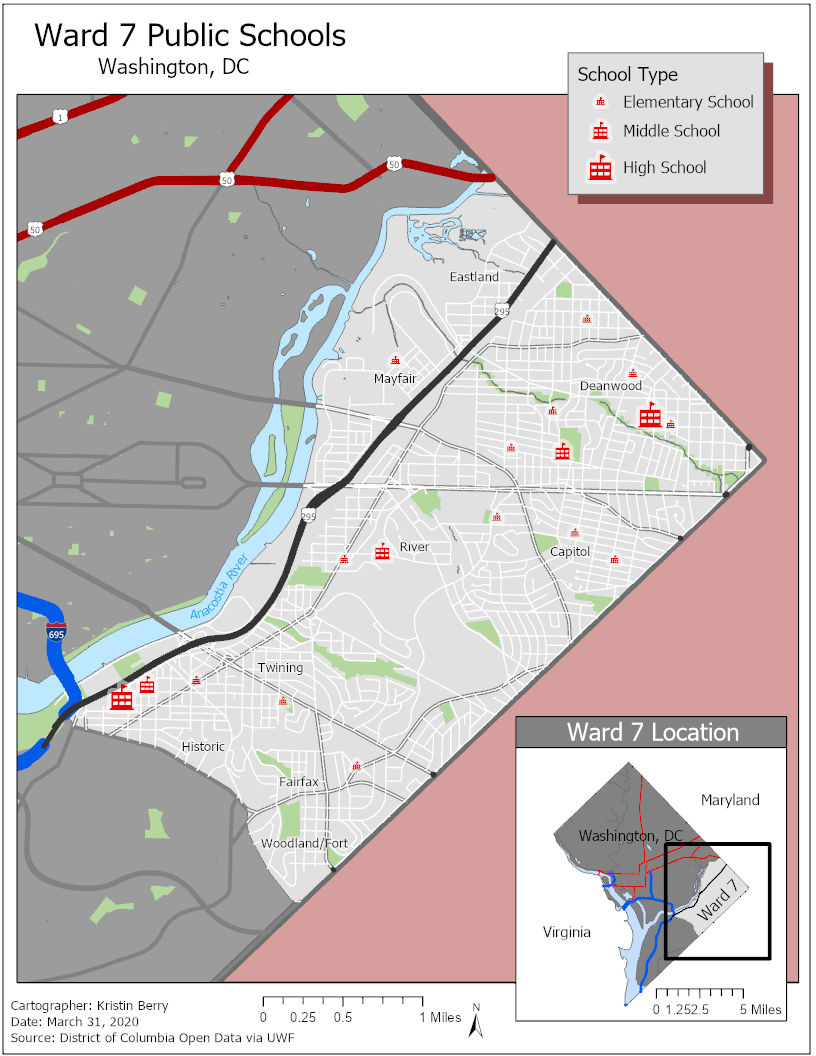 Ward 7 Public Schools
Washington, DC
School Type
Elementary School
Middle School
High School
1
50
50
50
Eastland
295
Mayfair
Deanwood
295
River
Capitol
Anacostia River
695
Twining
Historic
Fairfax
Woodland/Fort
Ward 7 Location
Maryland
Washington, DC
Ward 7
Virginia
0 1.252.5 5 Miles
Cartographer: Kristin Berry
Date: March 31, 2020
Source: District of Columbia Open Data via UWF
0 0.25 0.5 1 Miles
N